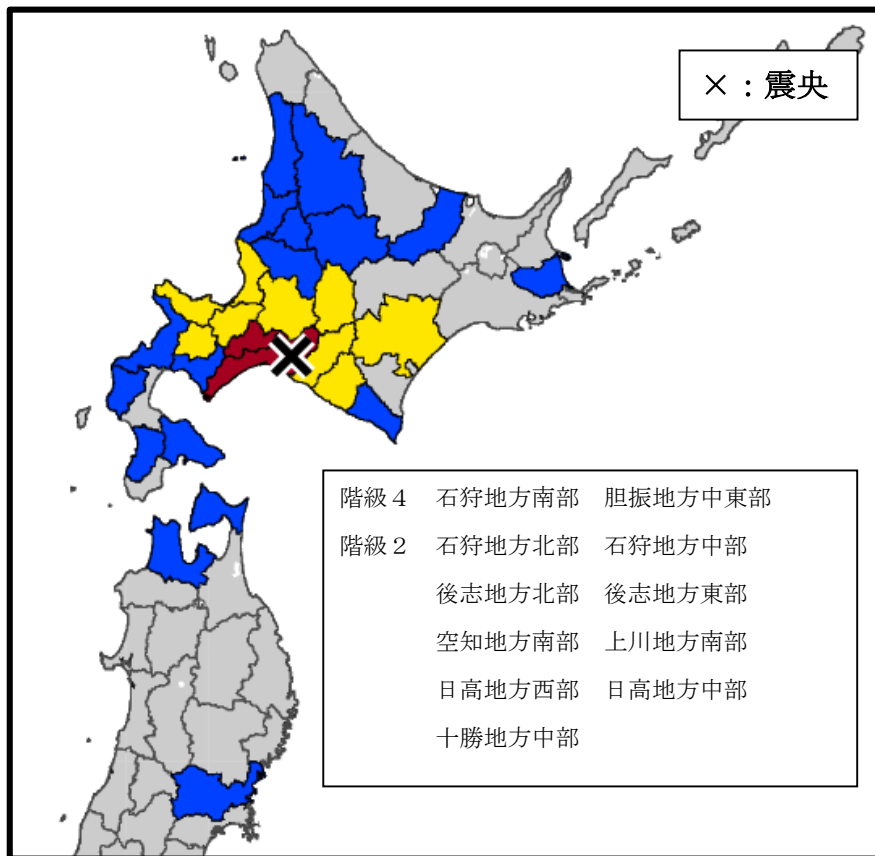 ×:震央
階級4 石狩地方南部 胆振地方中東部
階級2 石狩地方北部 石狩地方中部
後志地方北部 後志地方東部
空知地方南部 上川地方南部
日高地方西部 日高地方中部
十勝地方中部